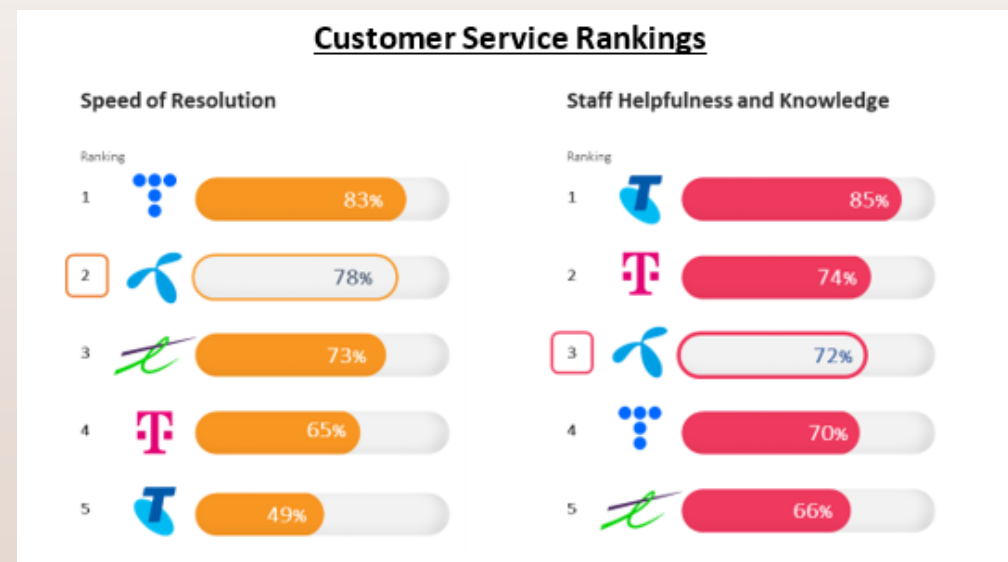 Customer Service Rankings
Speed of Resolution
Ranking
1 83%
2 78%
3 73%
4 65%
5 49%
Staff Helpfulness and Knowledge
Ranking
1 85%
2 74%
3 72%
4 70%
5 66%